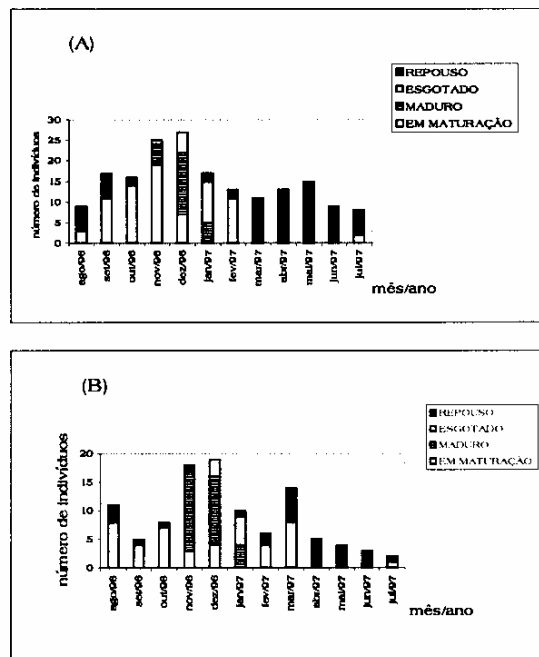 (A)
REPOUSO
ESGOTADO
MADURO
EM MATURAÇÃO
número de indivíduos
30
25
20
15
10
5
0
ago/96
set/96
out/96
nov/96
dez/96
jan/97
fev/97
mar/97
abr/97
mai/97
jun/97
jul/97
mês/ano
(B)
REPOUSO
ESGOTADO
MADURO
EM MATURAÇÃO
número de indivíduos
20
15
10
5
0
ago/96
set/96
out/96
nov/96
dez/96
jan/97
fev/97
mar/97
abr/97
mai/97
jun/97
jul/97
mês/ano